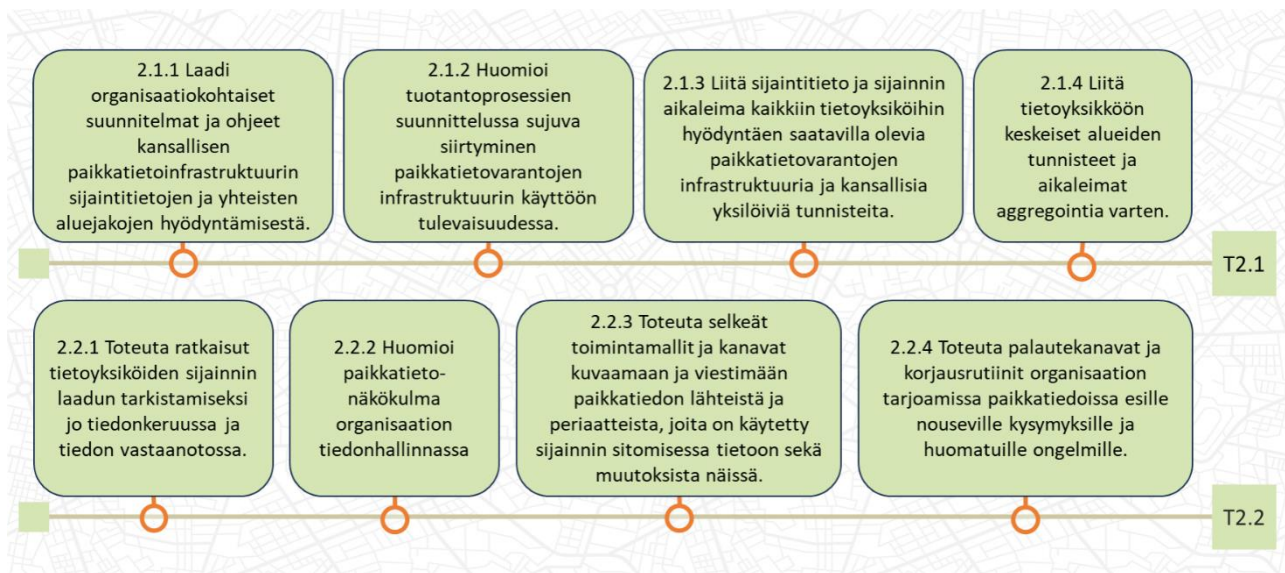 2.1.1 Laadi
organisaatiokohtaiset
suunnitelmat ja ohjeet
kansallisen
paikkatietoinfrastruktuurin
sijaintitietojen ja yhteisten
aluejakojen hyödyntämisestä.
2.1.2 Huomioi
tuotantoprosessien
suunnittelussa sujuva
siirtyminen
paikkatietovarantojen
infrastruktuurin käyttöön
tulevaisuudessa.
2.1.3 Liitä sijaintitieto ja sijainnin
aikaleima kaikkiin tietoyksiköihin
hyödyntäen saatavilla olevia
paikkatietovarantojen
infrastruktuuria ja kansallisia
yksilöiviä tunnisteita.
2.1.4 Liitä
tietoyksikköön
keskeiset alueiden
tunnisteet ja
aikaleimat
aggregointia varten.
T2.1
2.2.1 Toteuta ratkaisut
tietoyksiköiden sijainnin
laadun tarkistamiseksi
jo tiedonkeruussa ja
tiedon vastaanotossa.
2.2.2 Huomioi
paikkatieto-
näkökulma
organisaation
tiedonhallinnassa
2.2.3 Toteuta selkeät
toimintamallit ja kanavat
kuvaamaan ja viestimään
paikkatiedon lähteistä ja
periaatteista, joita on käytetty
sijainnin sitomisessa tietoon sekä
muutoksista näissä.
2.2.4 Toteuta palautekanavat ja
korjausrutiinit organisaation
tarjoamissa paikkatiedoissa esille
nouseville kysymyksille ja
huomatuille ongelmille.
T2.2